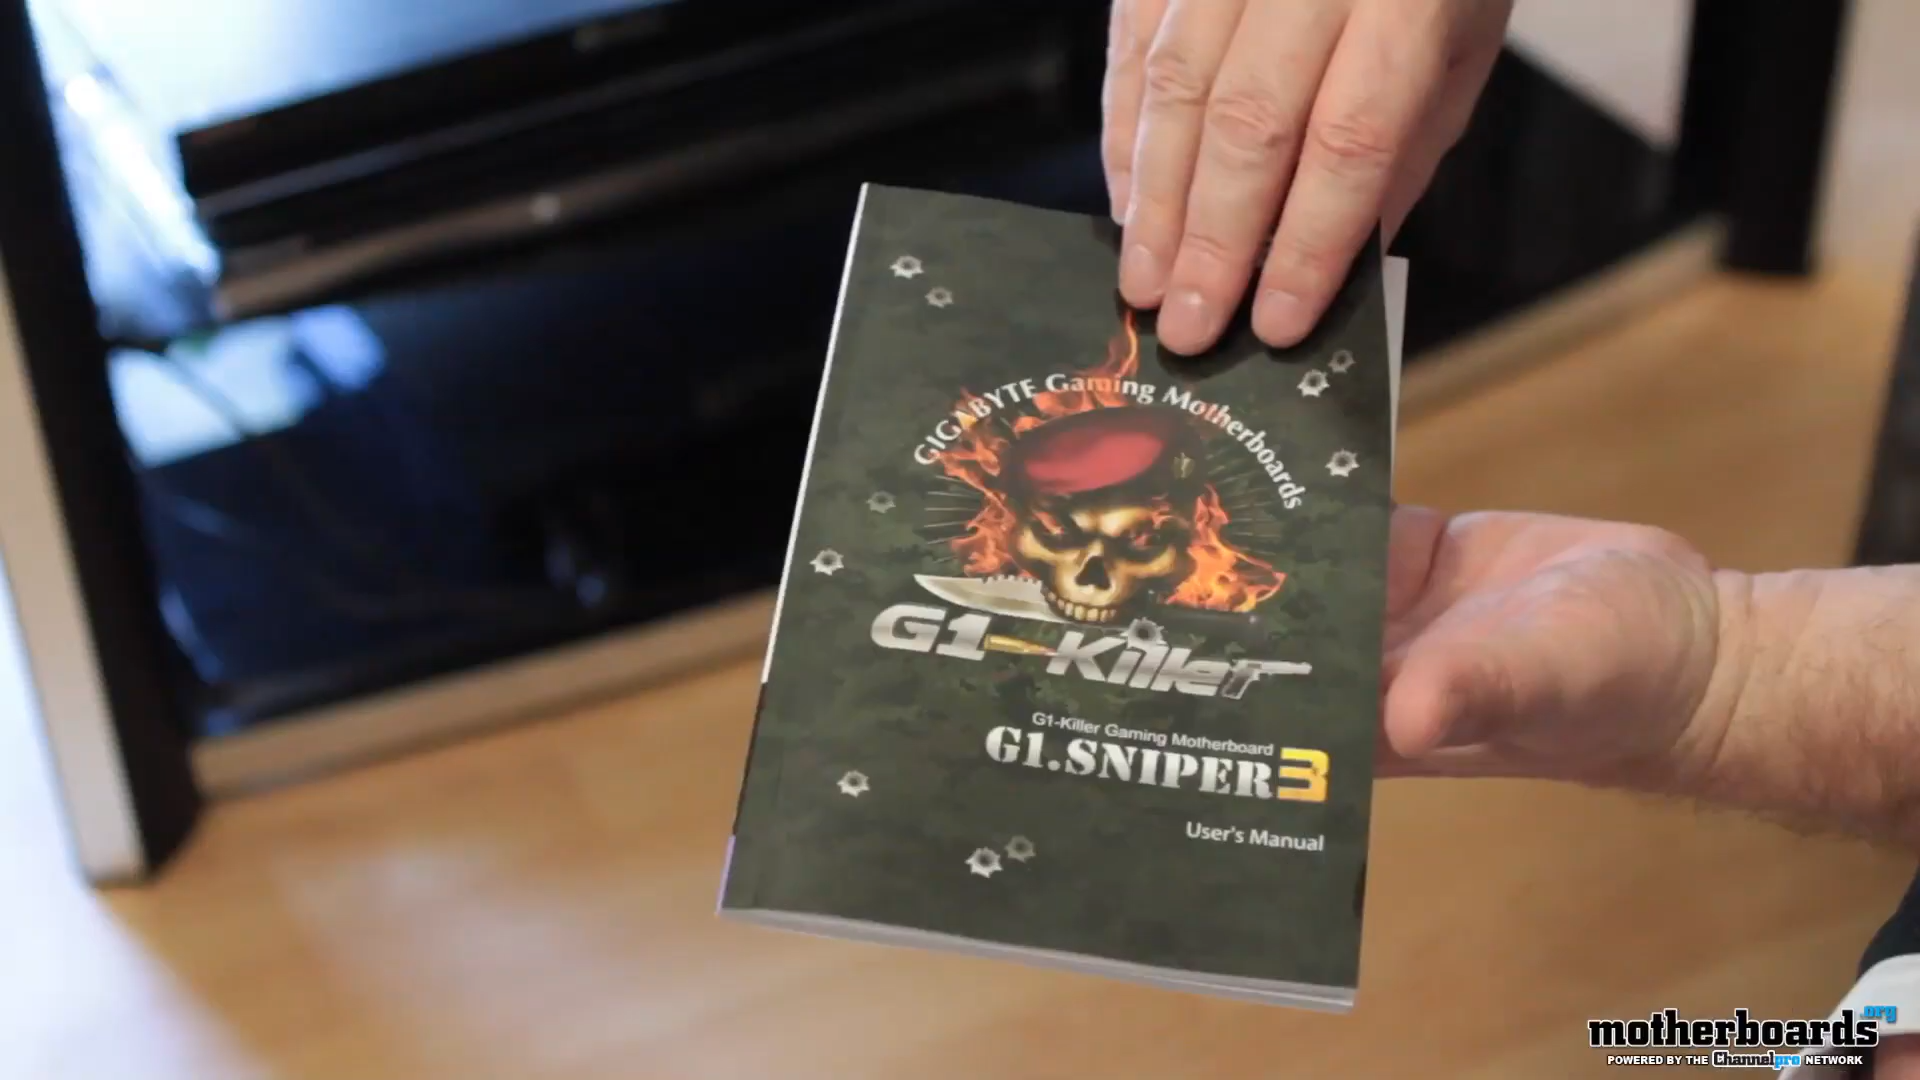 GIGABYTE Gaming Motherboards
G1-Killer
G1-Killer Gaming Motherboard
G1.SNIPER3
User's Manual
motherboards.org
POWERED BY THE Channelpro NETWORK